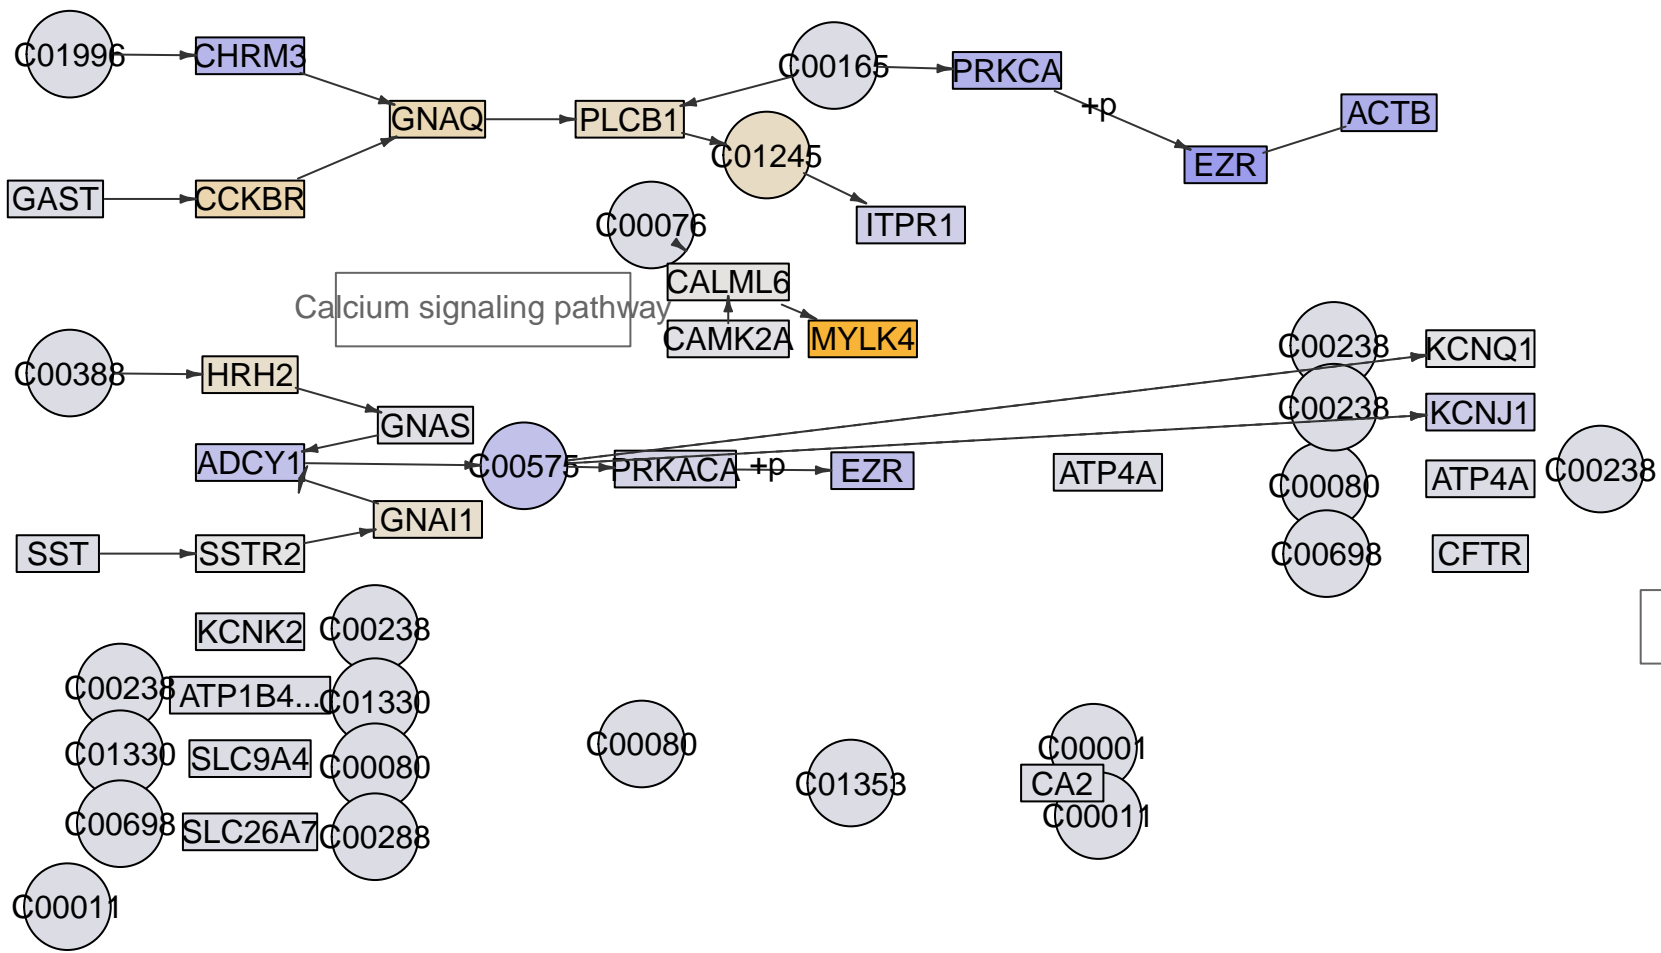 C01996
CHRM3
C00165
PRKCA
+p
ACTB
GNAQ
PLCB1
C01245
EZR
GAST
CCKBR
C00076
ITPR1
CALML6
Calcium signaling pathway
CAMK2A
MYLK4
C00238
KCNQ1
C00388
HRH2
C00238
KCNJ1
GNAS
ADCY1
C00575
PRKACA
+p
EZR
ATP4A
C00080
ATP4A
C00238
GNAI1
SST
SSTR2
C00698
CFTR
KCNK2
C00238
C00238
ATP1B4...
C01330
C01330
SLC9A4
C00080
C00080
C01353
C00001
CA2
C00011
C00698
SLC26A7
C00288
C00011